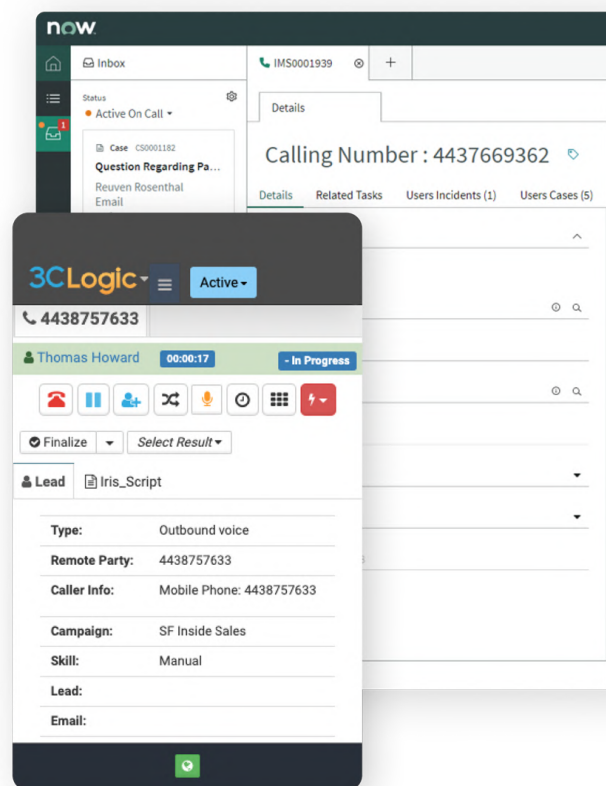 now
Inbox
IMS0001939
+
Status
Active On Call
1
Details
Case CS0001182
Question Regarding Pa...
Reuven Rosenthal
Email
Calling Number : 4437669362
Details Related Tasks Users Incidents (1) Users Cases (5)
3CLogic
Active
4438757633
Thomas Howard 00:00:17 - In Progress
Finalize Select Result
Lead Iris_Script
Type: Outbound voice
Remote Party: 4438757633
Caller Info: Mobile Phone: 4438757633
Campaign: SF Inside Sales
Skill: Manual
Lead:
Email: